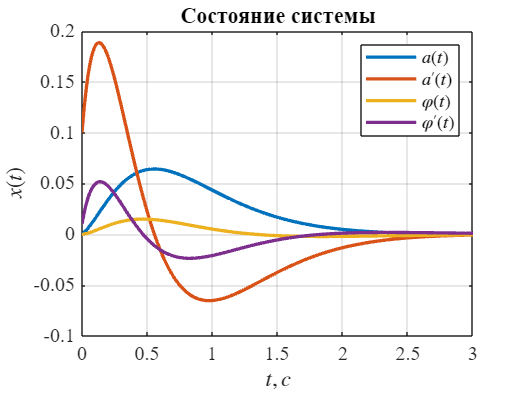 Состояние системы
0.2
0.15
0.1
0.05
0
-0.05
-0.1
x(t)
a(t)
a′(t)
φ(t)
φ′(t)
0 0.5 1 1.5 2 2.5 3
t, c